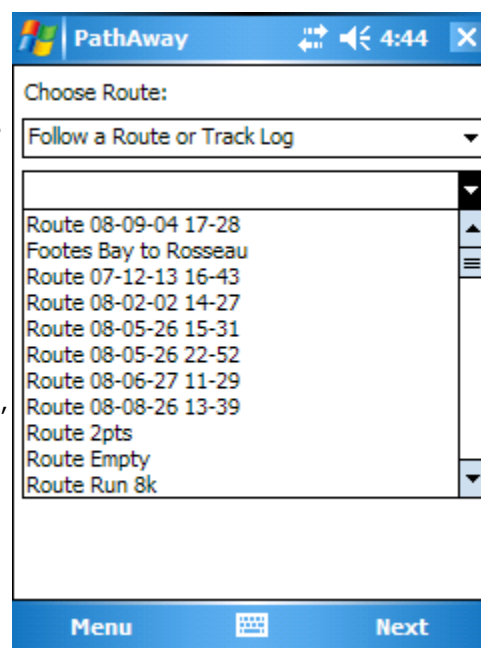 PathAway 4:44
Choose Route:
Follow a Route or Track Log
Route 08-09-04 17-28
Footes Bay to Rosseau
Route 07-12-13 16-43
Route 08-02-02 14-27
Route 08-05-26 15-31
Route 08-05-26 22-52
Route 08-06-27 11-29
Route 08-08-26 13-39
Route 2pts
Route Empty
Route Run 8k
Menu Next